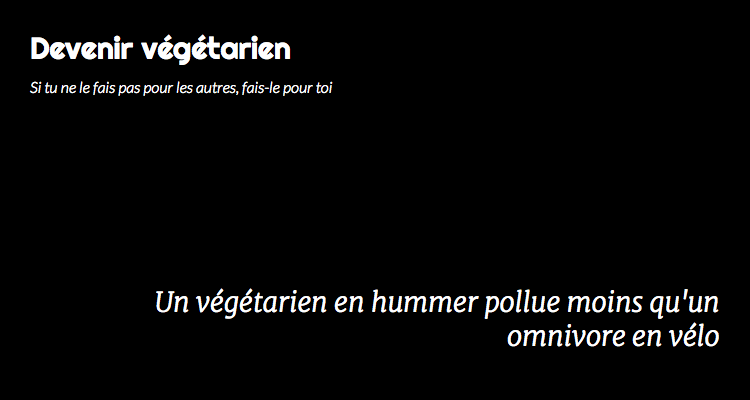 Devenir végétarien
Si tu ne le fais pas pour les autres, fais-le pour toi
Un végétarien en hummer pollue moins qu'un
omnivore en vélo